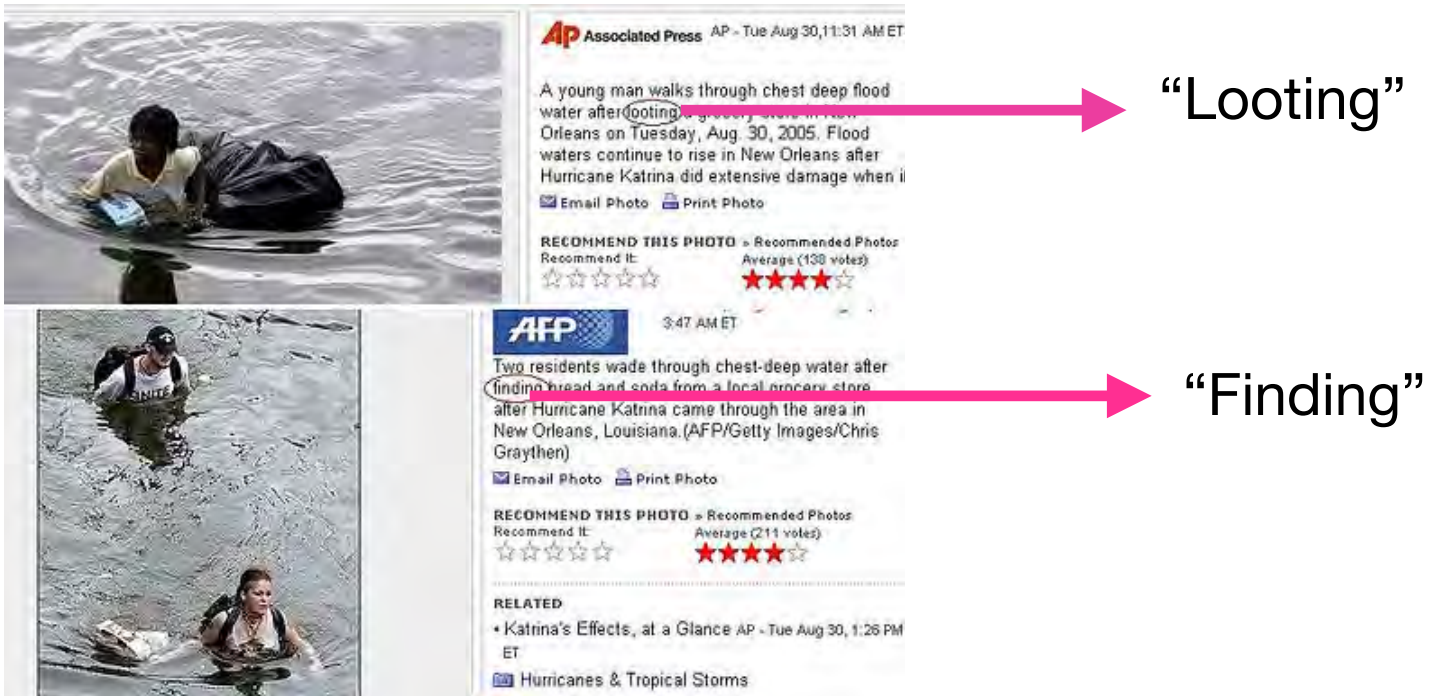 AP Associated Press AP - Tue Aug 30,11:31 AM ET
A young man walks through chest deep flood
water after looting a grocery store in New
Orleans on Tuesday, Aug. 30, 2005. Flood
waters continue to rise in New Orleans after
Hurricane Katrina did extensive damage when i
Email Photo Print Photo
RECOMMEND THIS PHOTO » Recommended Photos
Recommend It: Average (138 votes)
“Looting”
AFP 3:47 AM ET
Two residents wade through chest-deep water after
finding bread and soda from a local grocery store
after Hurricane Katrina came through the area in
New Orleans, Louisiana.(AFP/Getty Images/Chris
Graythen)
Email Photo Print Photo
RECOMMEND THIS PHOTO » Recommended Photos
Recommend It: Average (211 votes)
RELATED
• Katrina's Effects, at a Glance AP - Tue Aug 30, 1:26 PM
ET
Hurricanes & Tropical Storms
“Finding”